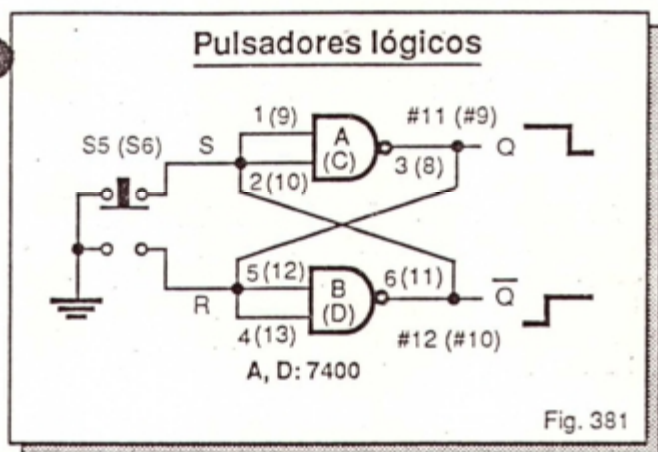 Pulsadores lógicos
1 (9)
#11 (#9)
S5 (S6)
S
A
(C)
Q
3 (8)
2 (10)
5 (12)
6 (11)
B
(D)
Q
R
4 (13)
#12 (#10)
A, D: 7400
Fig. 381